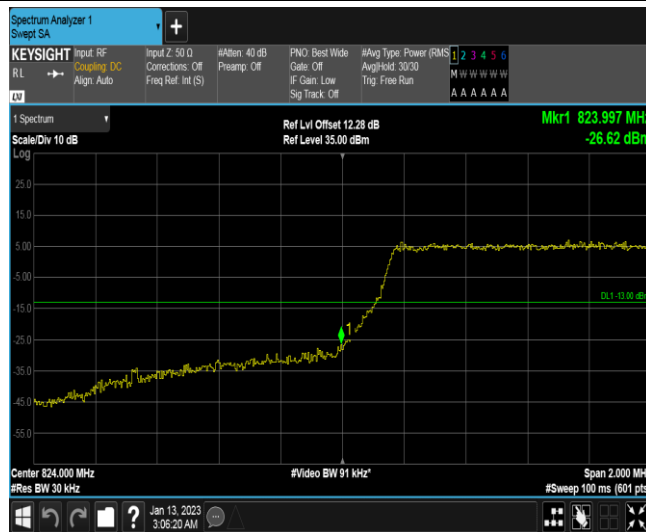 Spectrum Analyzer 1
Swept SA
KEYSIGHT
RL
LXI
Input: RF
Coupling: DC
Align: Auto
Input Z: 50 Ω
Corrections: Off
Freq Ref: Int (S)
#Atten: 40 dB
Preamp: Off
PNO: Best Wide
Gate: Off
IF Gain: Low
Sig Track: Off
#Avg Type: Power (RMS
Avg|Hold: 30/30
Trig: Free Run
1 2 3 4 5 6
M W W W W W
A A A A A A
1 Spectrum
Scale/Div 10 dB
Ref Lvl Offset 12.28 dB
Ref Level 35.00 dBm
Mkr1 823.997 MHz
-26.62 dBm
Log
25.0
15.0
5.00
-5.00
-15.0
-25.0
-35.0
-45.0
-55.0
DL1 -13.00 dBm
1
Center 824.000 MHz
#Res BW 30 kHz
#Video BW 91 kHz*
Span 2.000 MHz
#Sweep 100 ms (601 pts
?
Jan 13, 2023
3:06:20 AM